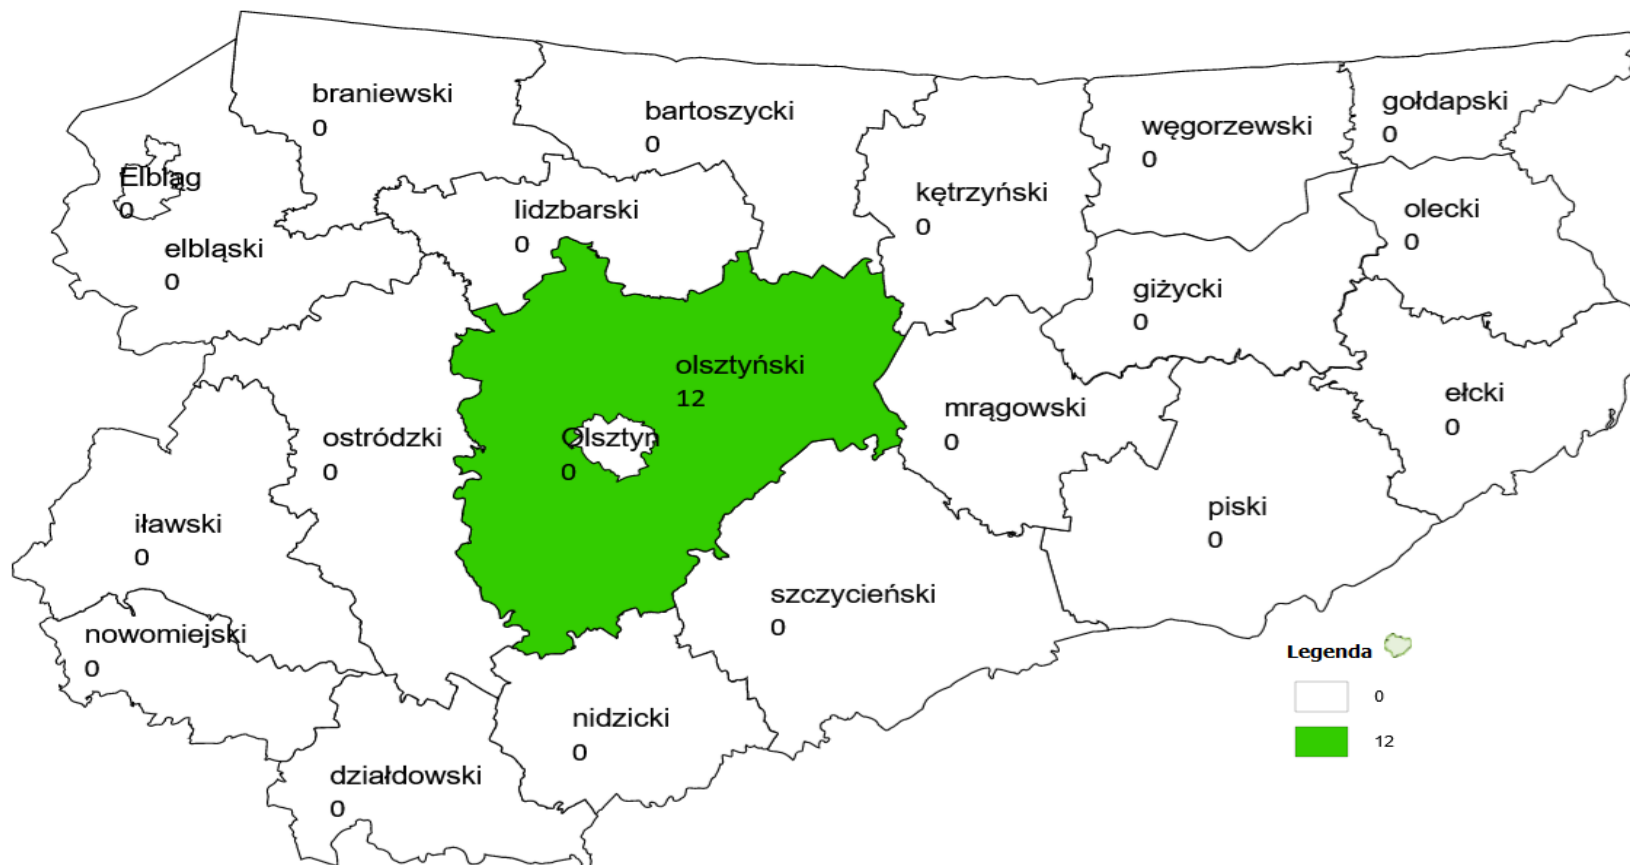 braniewski
0
bartoszycki
0
węgorzewski
0
gołdapski
0
Elbląg
0
elbląski
0
lidzbarski
0
kętrzyński
0
olecki
0
giżycki
0
olsztyński
12
mrągowski
0
ełcki
0
ostródzki
0
Olsztyn
0
iławski
0
piski
0
szczycieński
0
nowomiejski
0
nidzicki
0
działdowski
0
Legenda
0
12